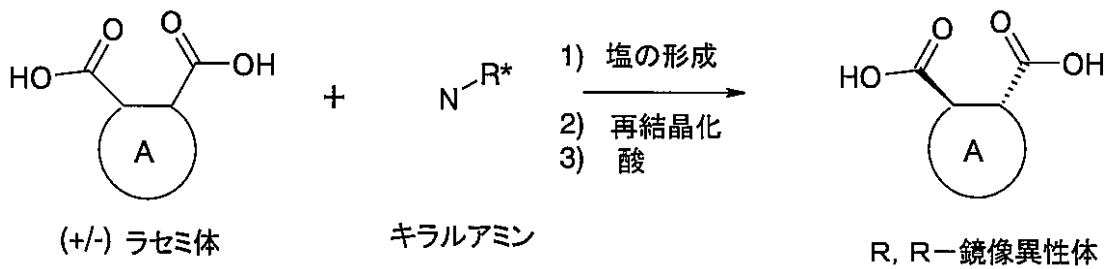 O O
HO OH
A
(+/-) ラセミ体
+
N R*
キラルアミン
1) 塩の形成
2) 再結晶化
3) 酸
O O
HO OH
A
R, R－鏡像異性体